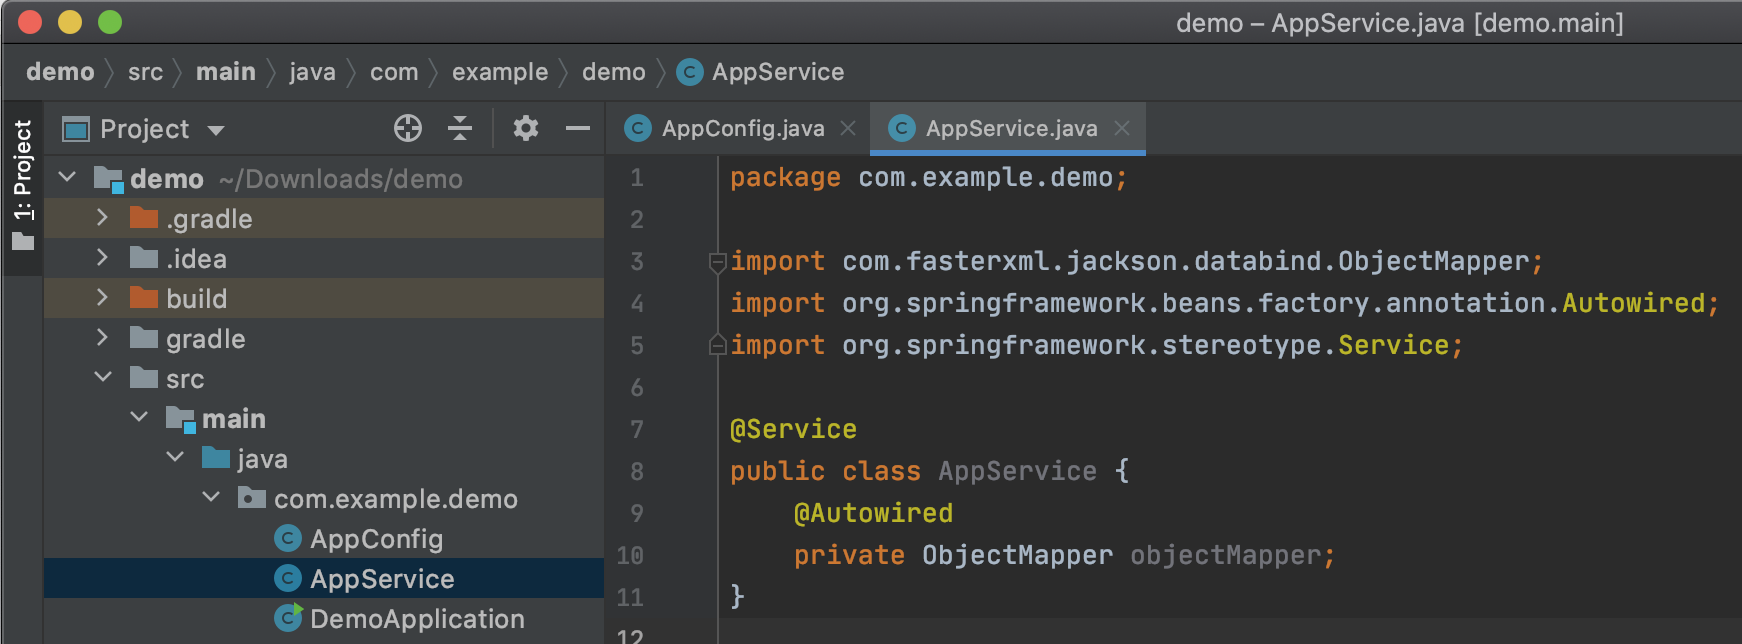 demo – AppService.java [demo.main]
demo src main java com example demo AppService
1: Project
Project
AppConfig.java AppService.java
demo ~/Downloads/demo
.gradle
.idea
build
gradle
src
main
java
com.example.demo
AppConfig
AppService
DemoApplication
1 package com.example.demo;
2
3 import com.fasterxml.jackson.databind.ObjectMapper;
4 import org.springframework.beans.factory.annotation.Autowired;
5 import org.springframework.stereotype.Service;
6
7 @Service
8 public class AppService {
9 @Autowired
10 private ObjectMapper objectMapper;
11 }
12